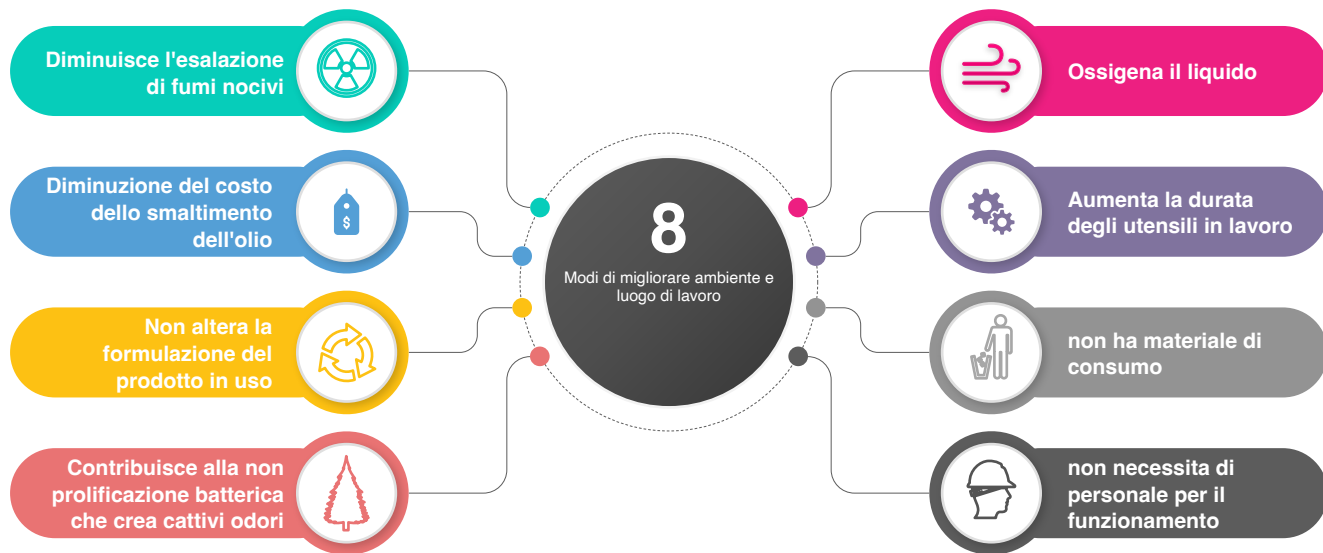 Diminuisce l'esalazione
di fumi nocivi
Diminuzione del costo
dello smaltimento
dell'olio
$
Non altera la
formulazione del
prodotto in uso
Contribuisce alla non
prolificazione batterica
che crea cattivi odori
8
Modi di migliorare ambiente e
luogo di lavoro
Ossigena il liquido
Aumenta la durata
degli utensili in lavoro
non ha materiale di
consumo
non necessita di
personale per il
funzionamento